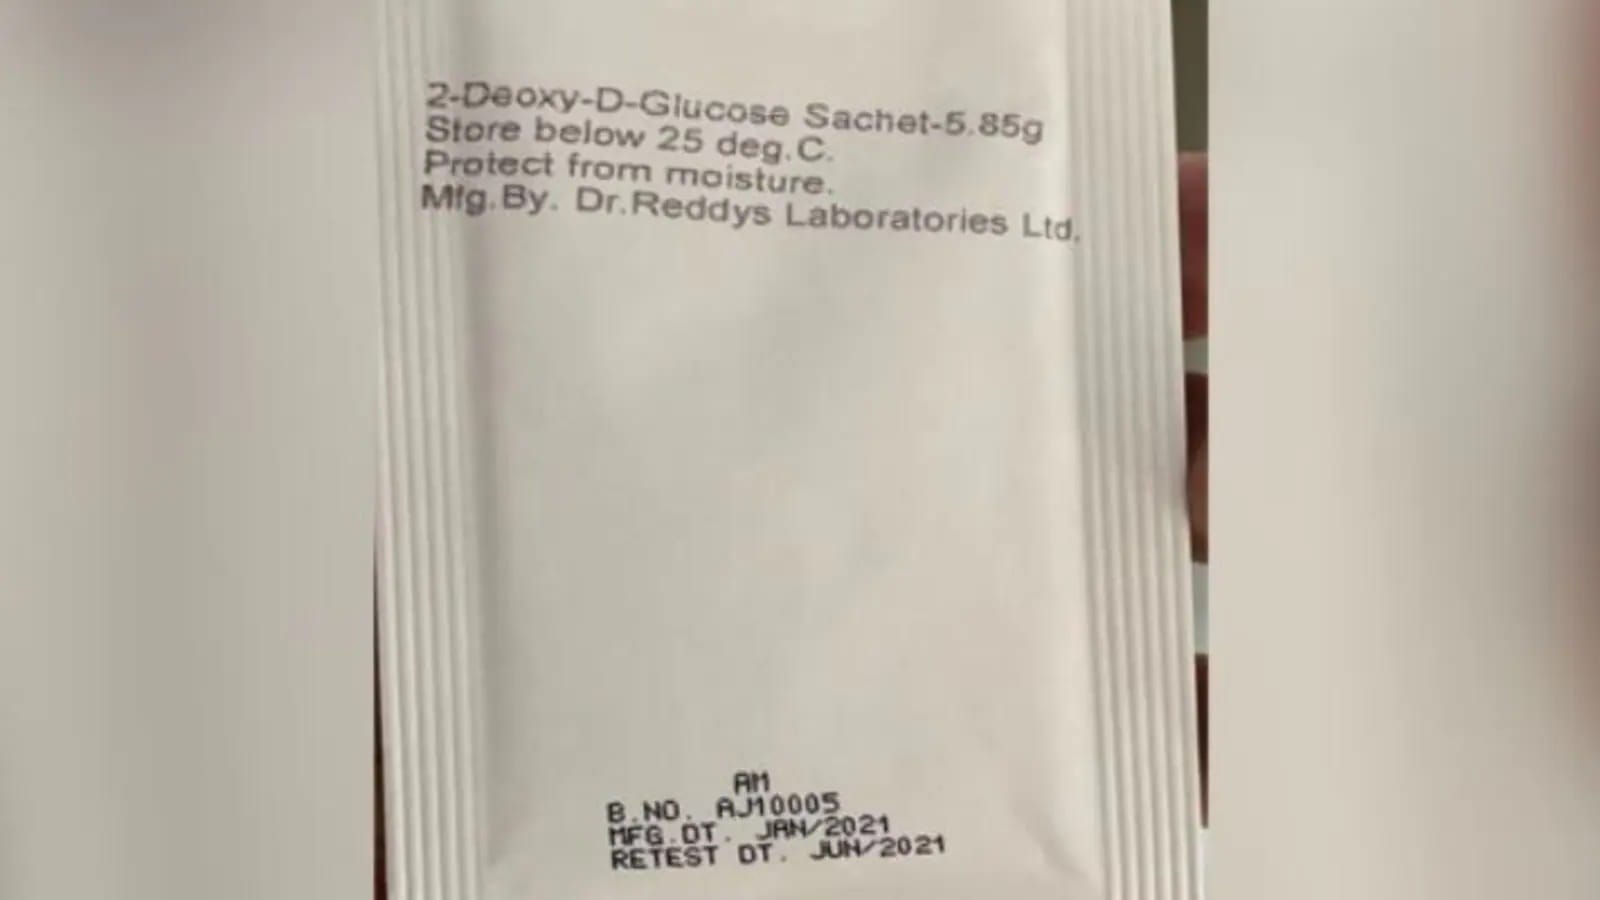 2-Deoxy-D-Glucose Sachet-5.85g
Store below 25 deg.C.
Protect from moisture.
Mfg.By. Dr.Reddys Laboratories Ltd.
AM
B.NO. AJ10005
MFG.DT. JAN/2021
RETEST DT. JUN/2021